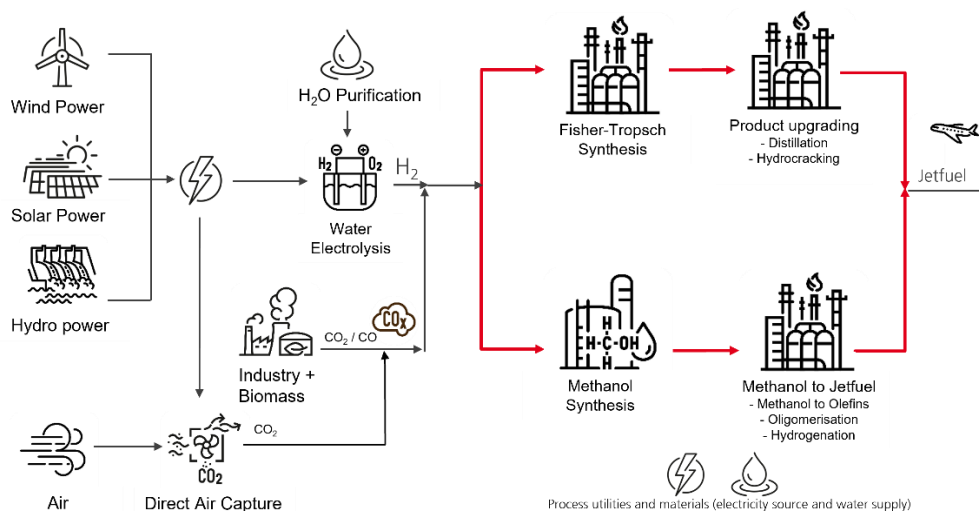 Wind Power
Solar Power
Hydro power
Air
H₂O Purification
H₂ O₂
Water
Electrolysis
H₂
Industry +
Biomass
CO₂ / CO
COx
CO₂
CO₂
Direct Air Capture
Fisher-Tropsch
Synthesis
Product upgrading
- Distillation
- Hydrocracking
Jetfuel
H
H-C-OH
H
Methanol
Synthesis
Methanol to Jetfuel
- Methanol to Olefins
- Oligomerisation
- Hydrogenation
Process utilities and materials (electricity source and water supply)